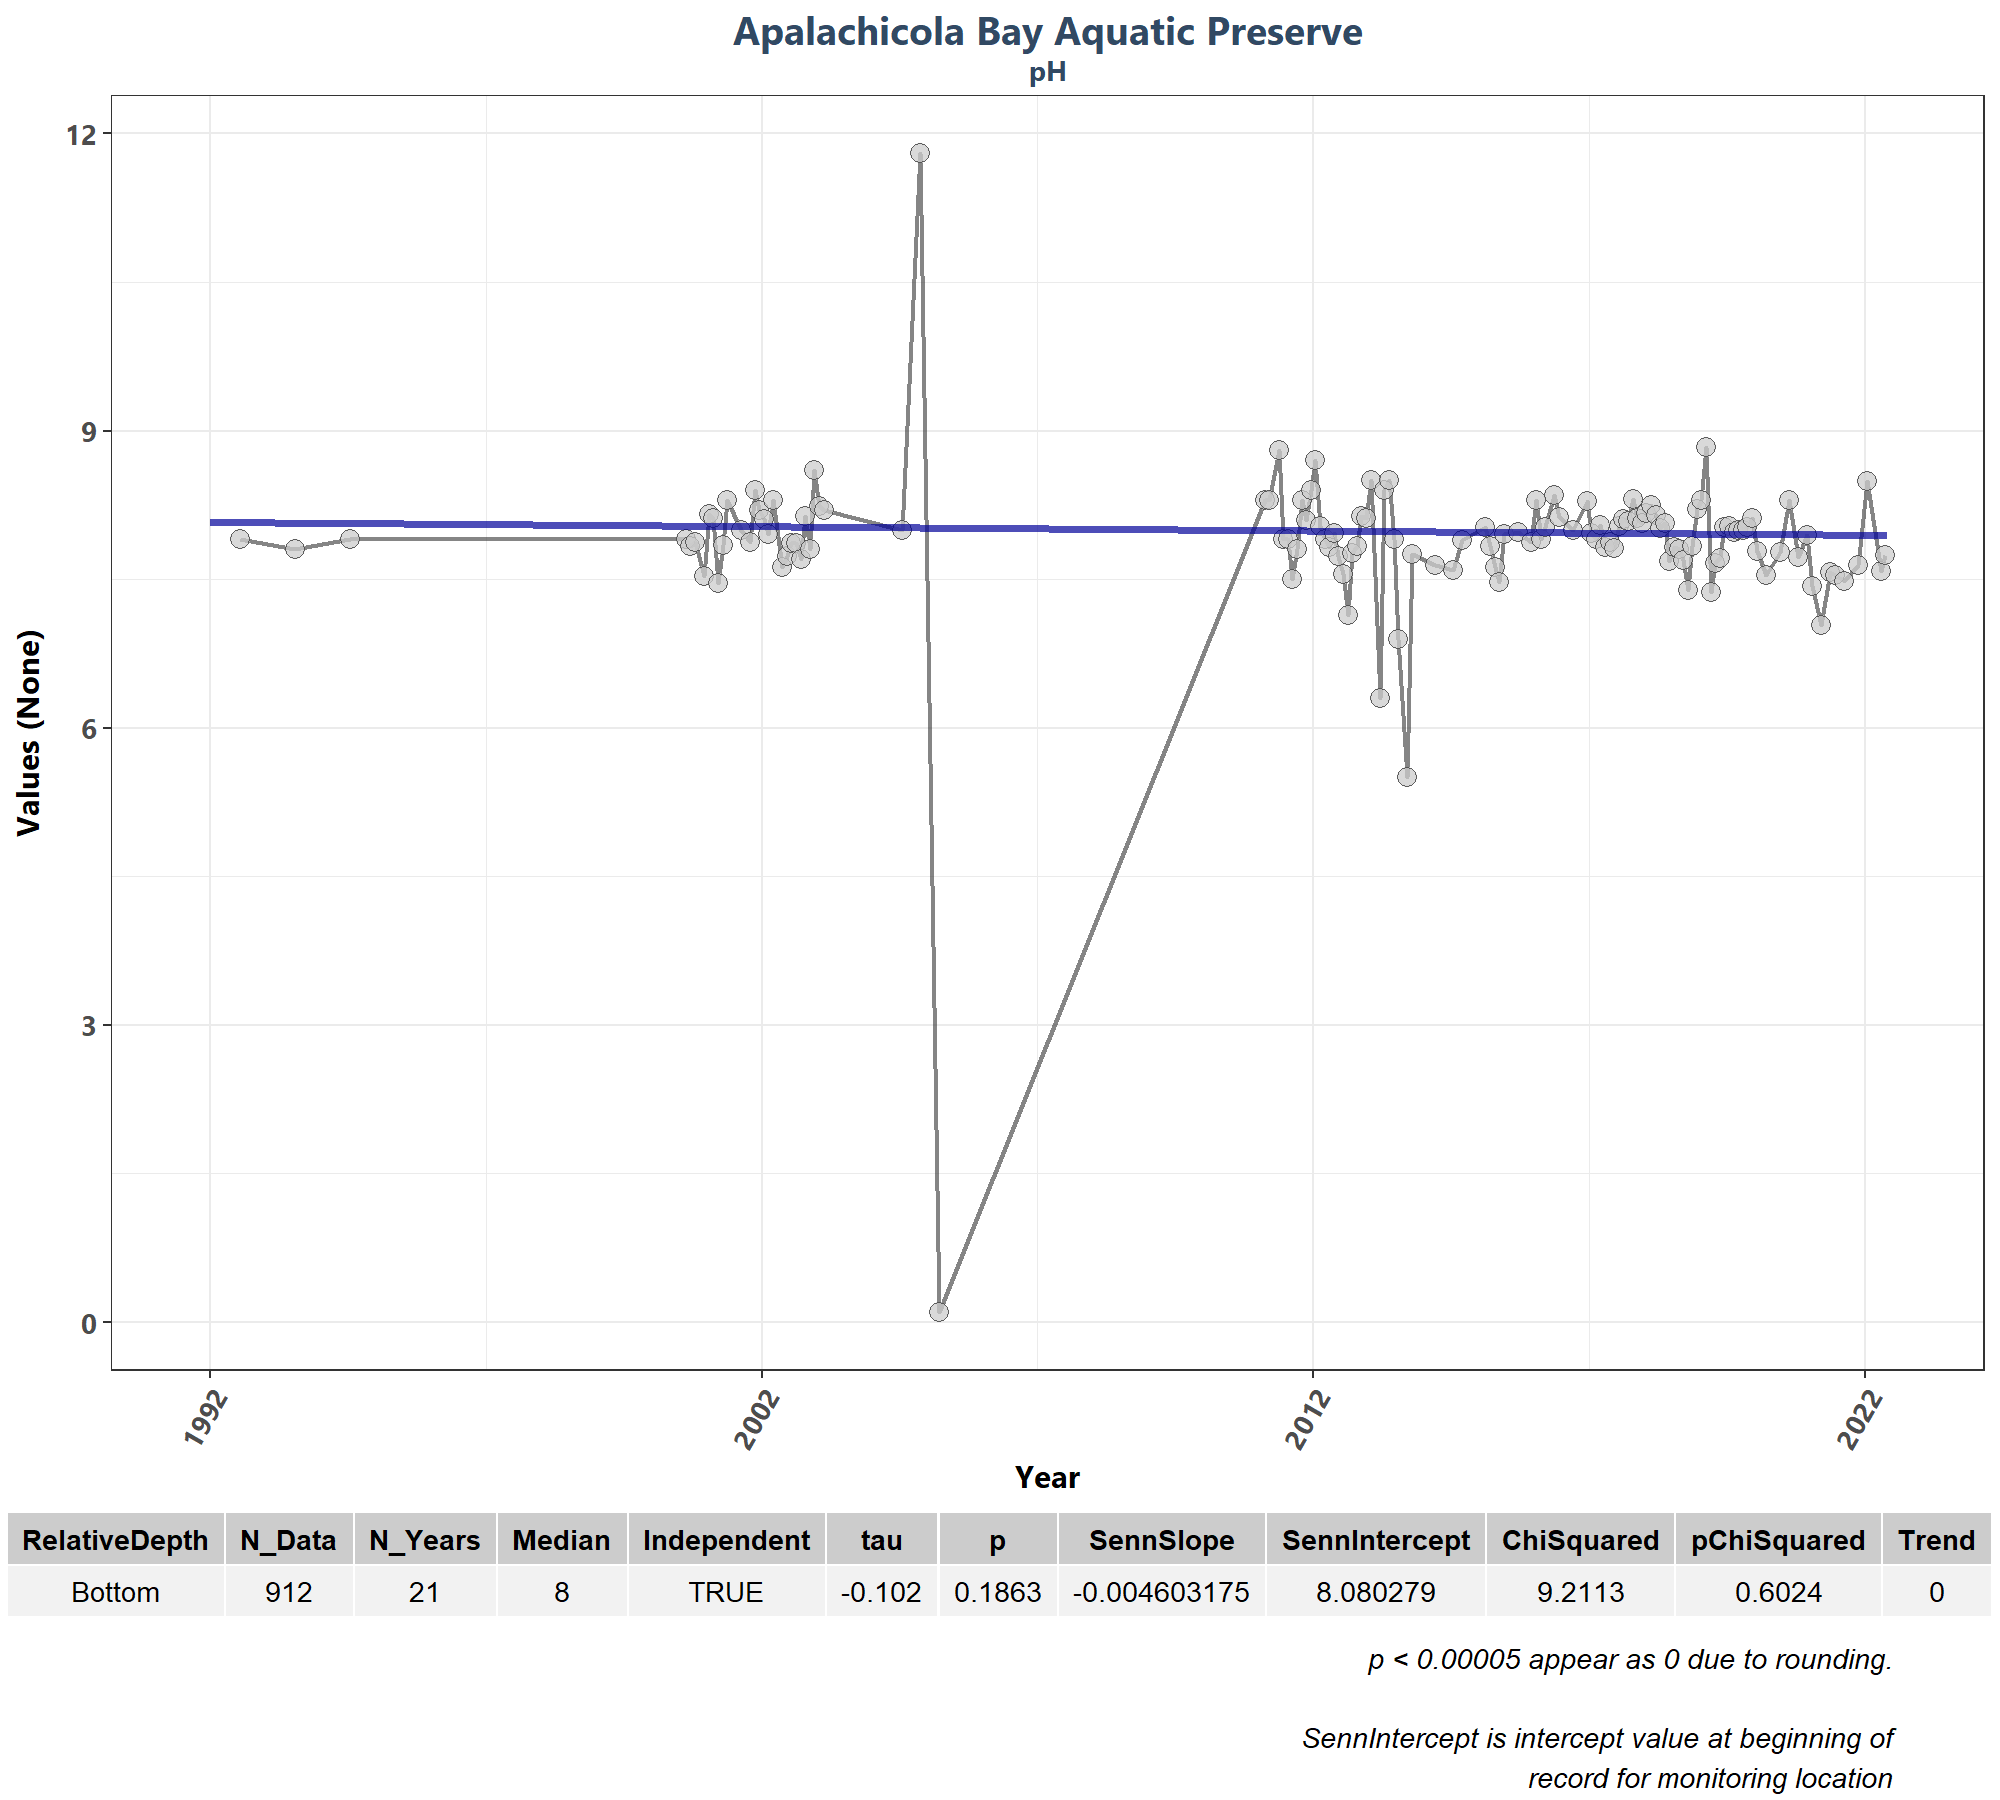 Apalachicola Bay Aquatic Preserve
pH
12
9
6
3
0
Values (None)
1992 2002 2012 2022
Year
RelativeDepth N_Data N_Years Median Independent tau p SennSlope SennIntercept ChiSquared pChiSquared Trend
Bottom 912 21 8 TRUE -0.102 0.1863 -0.004603175 8.080279 9.2113 0.6024 0
p < 0.00005 appear as 0 due to rounding.
SennIntercept is intercept value at beginning of
record for monitoring location